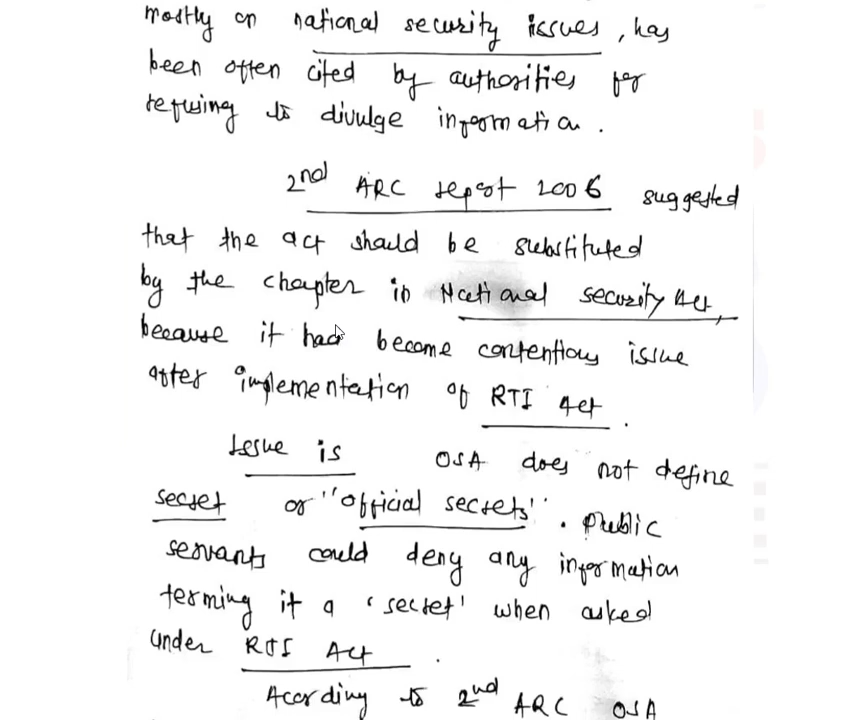 mostly on national security issues, has
been often cited by authorities for
refusing to divulge information.
2nd ARC report 2006 suggested
that the act should be substituted
by the chapter in National security Act,
because it had become contentious issue
after implementation of RTI Act.
Issue is OSA does not define
secret or "official secrets". Public
servants could deny any information
terming it a 'secret' when asked
under RTI Act.
Acording to 2nd ARC OSA